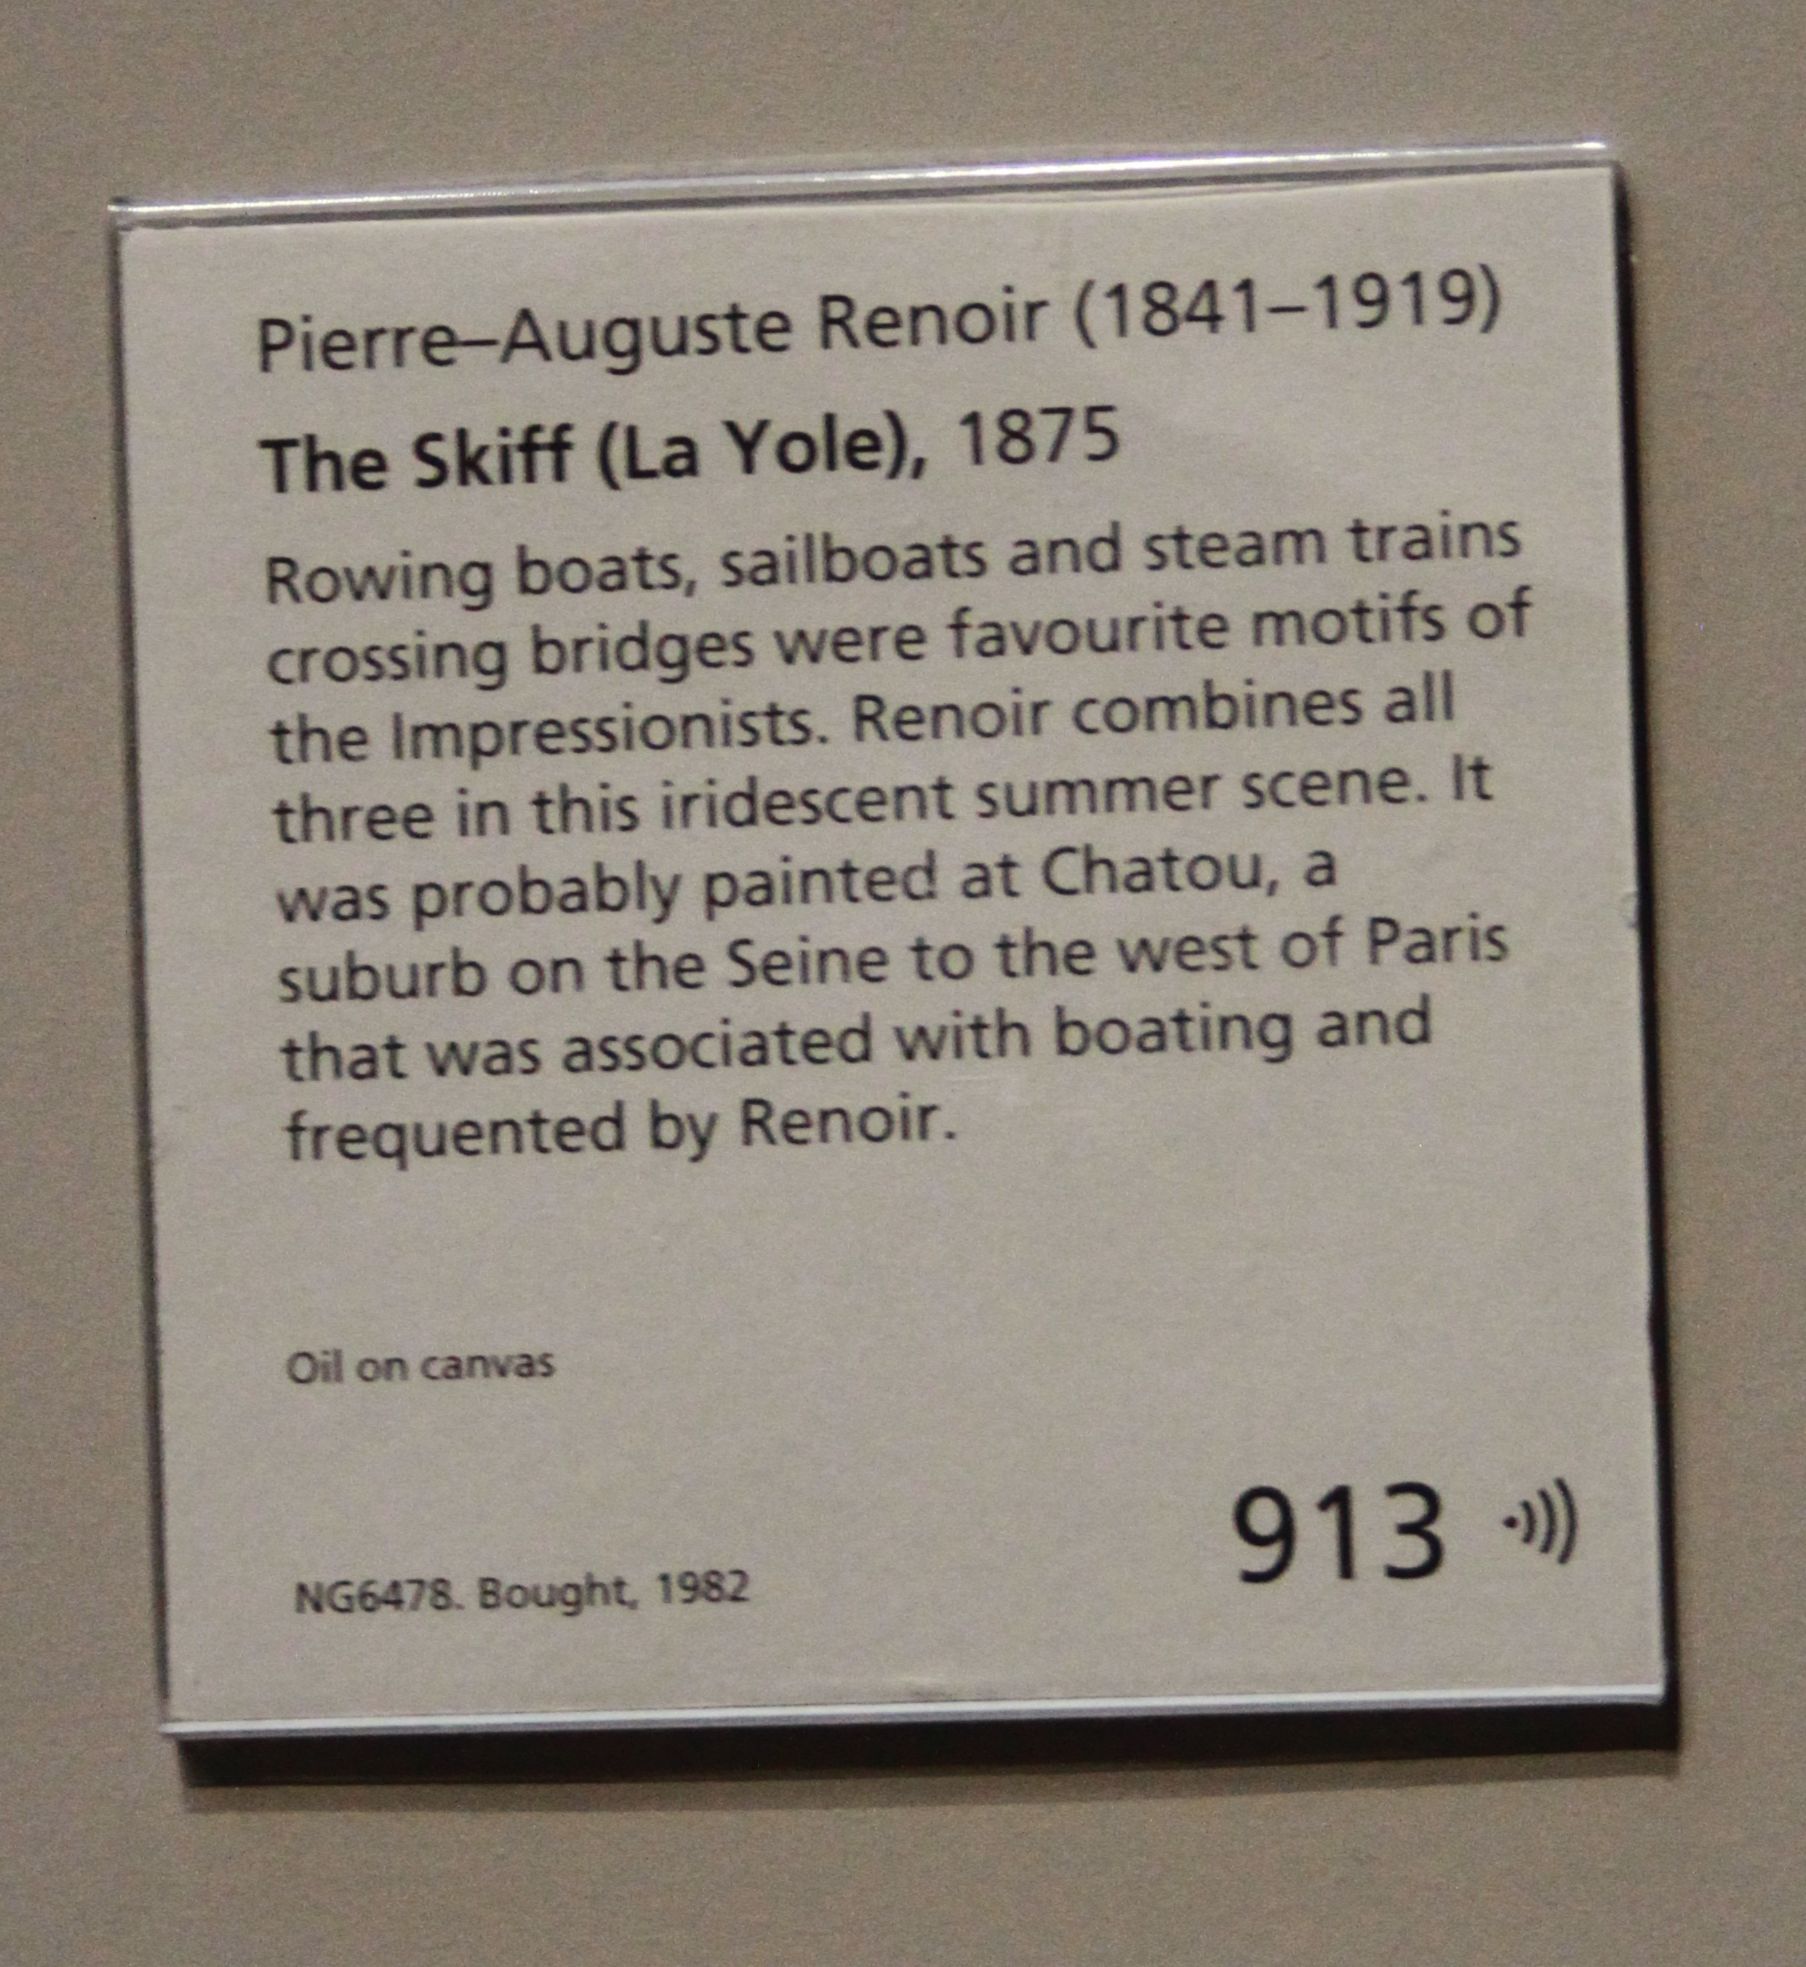 Pierre–Auguste Renoir (1841–1919)
The Skiff (La Yole), 1875
Rowing boats, sailboats and steam trains
crossing bridges were favourite motifs of
the Impressionists. Renoir combines all
three in this iridescent summer scene. It
was probably painted at Chatou, a
suburb on the Seine to the west of Paris
that was associated with boating and
frequented by Renoir.
Oil on canvas
913
NG6478. Bought, 1982